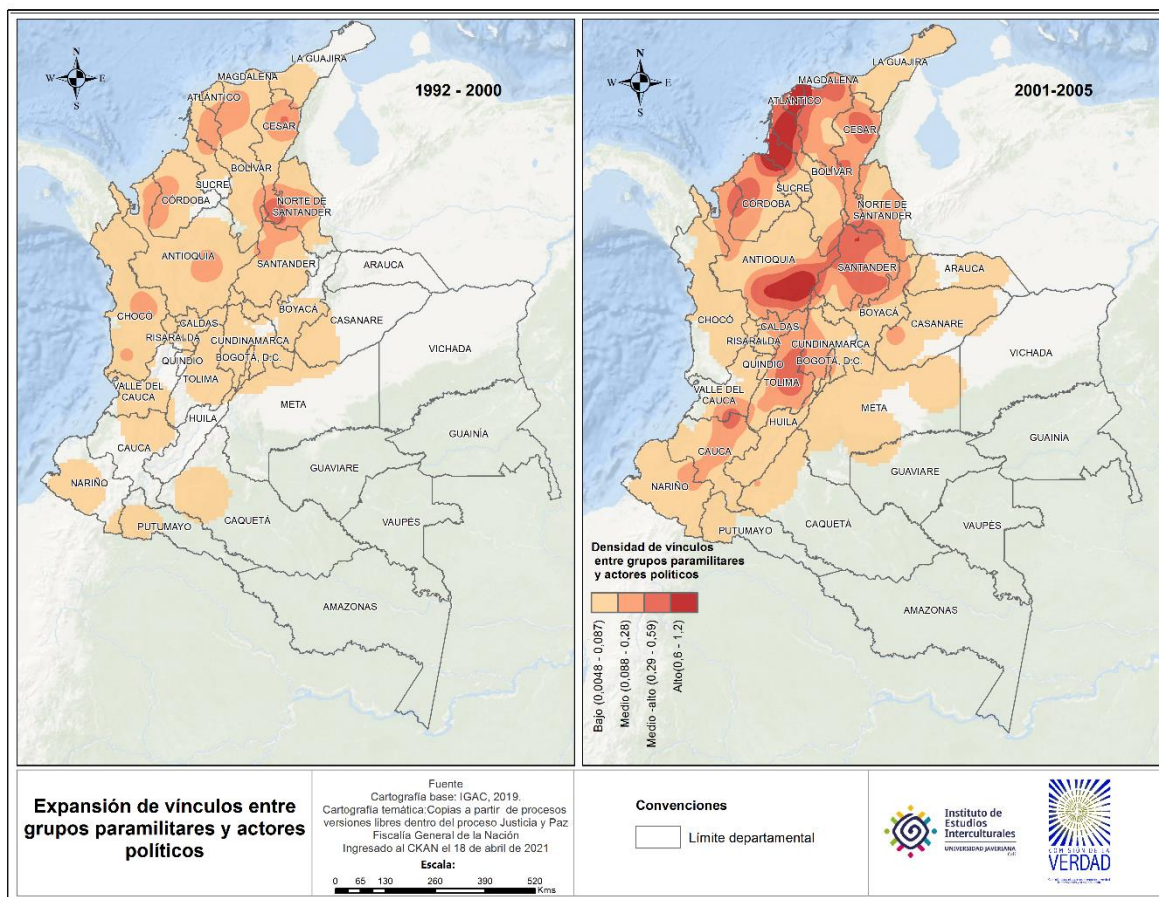 N
W E
S
1992 - 2000
LA GUAJIRA
MAGDALENA
ATLÁNTICO
CESAR
BOLÍVAR
SUCRE
CÓRDOBA
NORTE DE
SANTANDER
ANTIOQUIA
SANTANDER
ARAUCA
CHOCÓ
BOYACÁ
CALDAS
CASANARE
RISARALDA
CUNDINAMARCA
VICHADA
QUINDIO
BOGOTÁ, D.C.
TOLIMA
VALLE DEL
CAUCA
META
HUILA
GUAINÍA
CAUCA
GUAVIARE
NARIÑO
CAQUETÁ
VAUPÉS
PUTUMAYO
AMAZONAS
N
W E
S
2001-2005
LA GUAJIRA
MAGDALENA
ATLÁNTICO
CESAR
BOLÍVAR
SUCRE
CÓRDOBA
NORTE DE
SANTANDER
ANTIOQUIA
SANTANDER
ARAUCA
CHOCÓ
BOYACÁ
CALDAS
CASANARE
RISARALDA
CUNDINAMARCA
VICHADA
QUINDIO
BOGOTÁ, D.C.
TOLIMA
VALLE DEL
CAUCA
META
HUILA
GUAINÍA
CAUCA
GUAVIARE
NARIÑO
CAQUETÁ
VAUPÉS
PUTUMAYO
AMAZONAS
Densidad de vínculos
entre grupos paramilitares
y actores políticos
Bajo (0,0048 - 0,087)
Medio (0,088 - 0,28)
Medio -alto (0,29 - 0,59)
Alto(0,6 - 1.2)
Expansión de vínculos entre
grupos paramilitares y actores
políticos
Fuente
Cartografía base: IGAC, 2019.
Cartografía temática:Copias a partir de procesos
versiones libres dentro del proceso Justicia y Paz
Fiscalía General de la Nación
Ingresado al CKAN el 18 de abril de 2021
Escala:
0 65 130 260 390 520
Kms
Convenciones
Límite departamental
Instituto de
Estudios
Interculturales
UNIVERSIDAD JAVERIANA
COMISIÓN DE LA
VERDAD